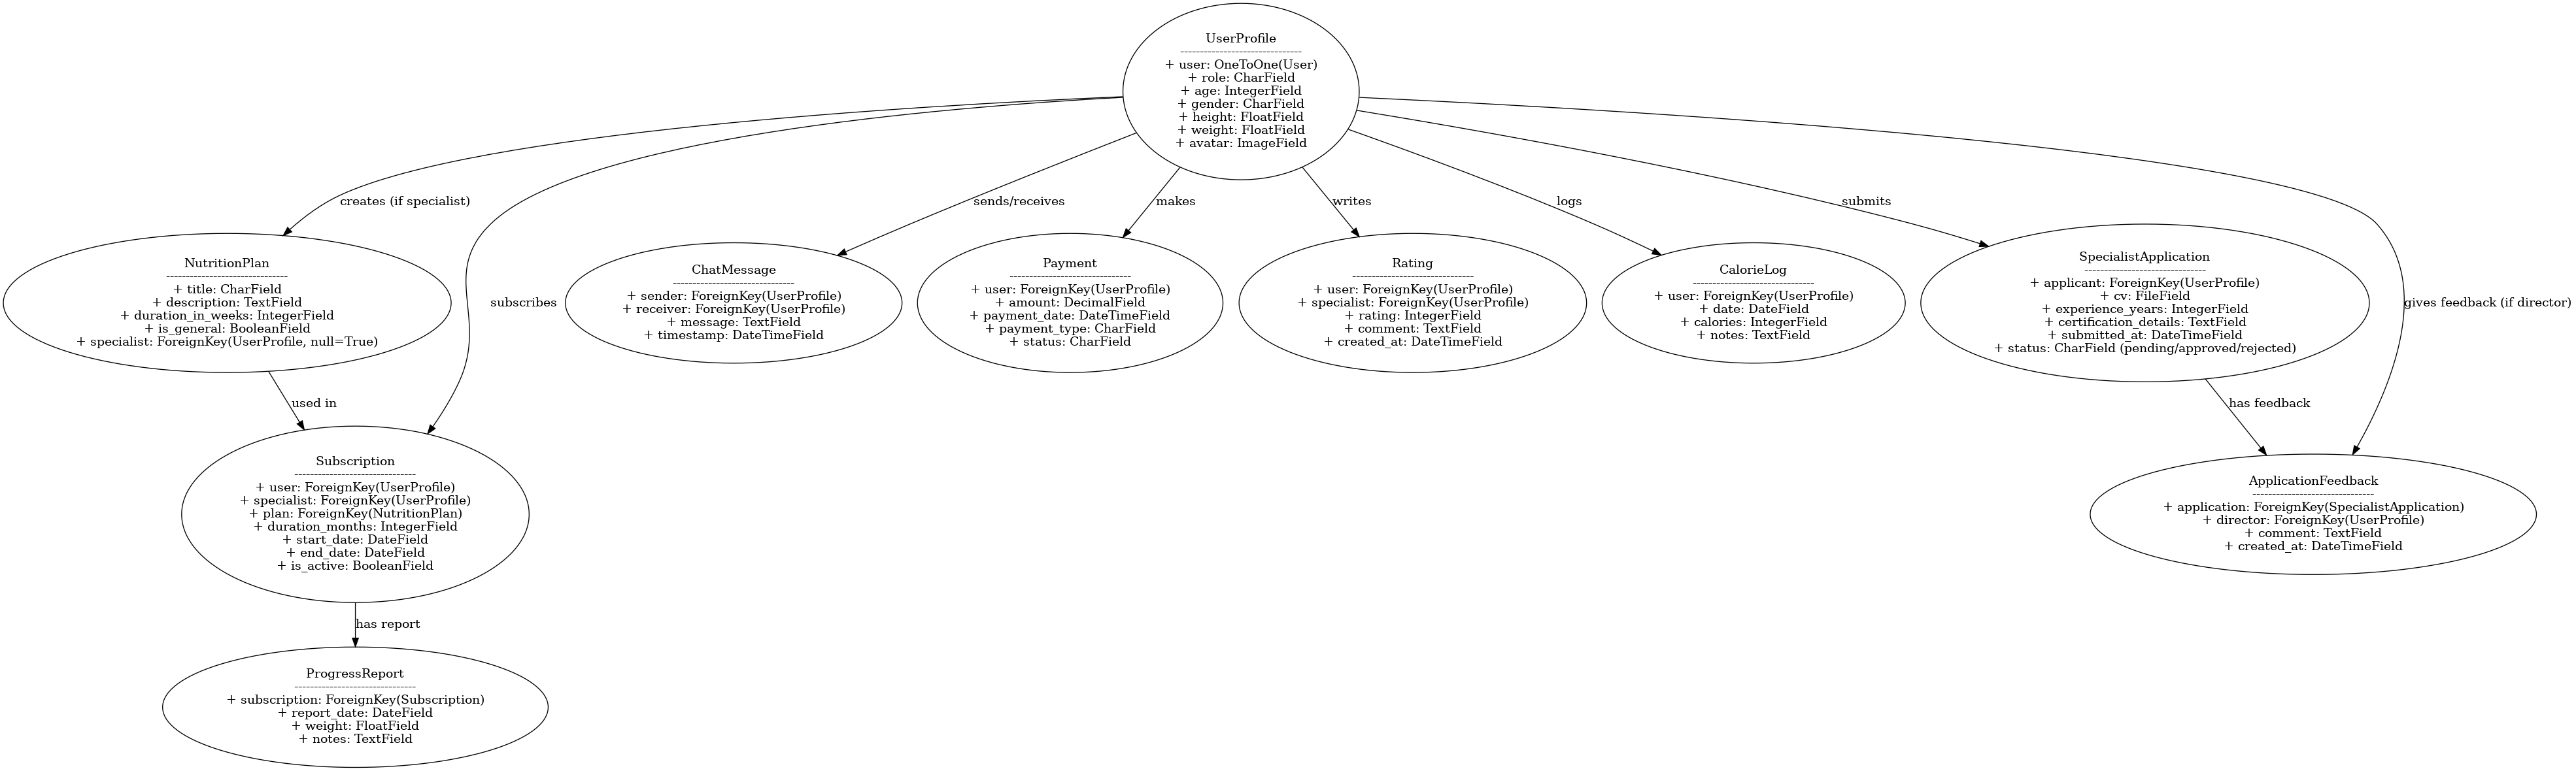 UserProfile
-------------------------------
+ user: OneToOne(User)
+ role: CharField
+ age: IntegerField
+ gender: CharField
+ height: FloatField
+ weight: FloatField
+ avatar: ImageField
creates (if specialist)
subscribes
sends/receives
makes
writes
logs
submits
gives feedback (if director)
NutritionPlan
-------------------------------
+ title: CharField
+ description: TextField
+ duration_in_weeks: IntegerField
+ is_general: BooleanField
+ specialist: ForeignKey(UserProfile, null=True)
ChatMessage
-------------------------------
+ sender: ForeignKey(UserProfile)
+ receiver: ForeignKey(UserProfile)
+ message: TextField
+ timestamp: DateTimeField
Payment
-------------------------------
+ user: ForeignKey(UserProfile)
+ amount: DecimalField
+ payment_date: DateTimeField
+ payment_type: CharField
+ status: CharField
Rating
-------------------------------
+ user: ForeignKey(UserProfile)
+ specialist: ForeignKey(UserProfile)
+ rating: IntegerField
+ comment: TextField
+ created_at: DateTimeField
CalorieLog
-------------------------------
+ user: ForeignKey(UserProfile)
+ date: DateField
+ calories: IntegerField
+ notes: TextField
SpecialistApplication
-------------------------------
+ applicant: ForeignKey(UserProfile)
+ cv: FileField
+ experience_years: IntegerField
+ certification_details: TextField
+ submitted_at: DateTimeField
+ status: CharField (pending/approved/rejected)
used in
has feedback
Subscription
-------------------------------
+ user: ForeignKey(UserProfile)
+ specialist: ForeignKey(UserProfile)
+ plan: ForeignKey(NutritionPlan)
+ duration_months: IntegerField
+ start_date: DateField
+ end_date: DateField
+ is_active: BooleanField
ApplicationFeedback
-------------------------------
+ application: ForeignKey(SpecialistApplication)
+ director: ForeignKey(UserProfile)
+ comment: TextField
+ created_at: DateTimeField
has report
ProgressReport
-------------------------------
+ subscription: ForeignKey(Subscription)
+ report_date: DateField
+ weight: FloatField
+ notes: TextField